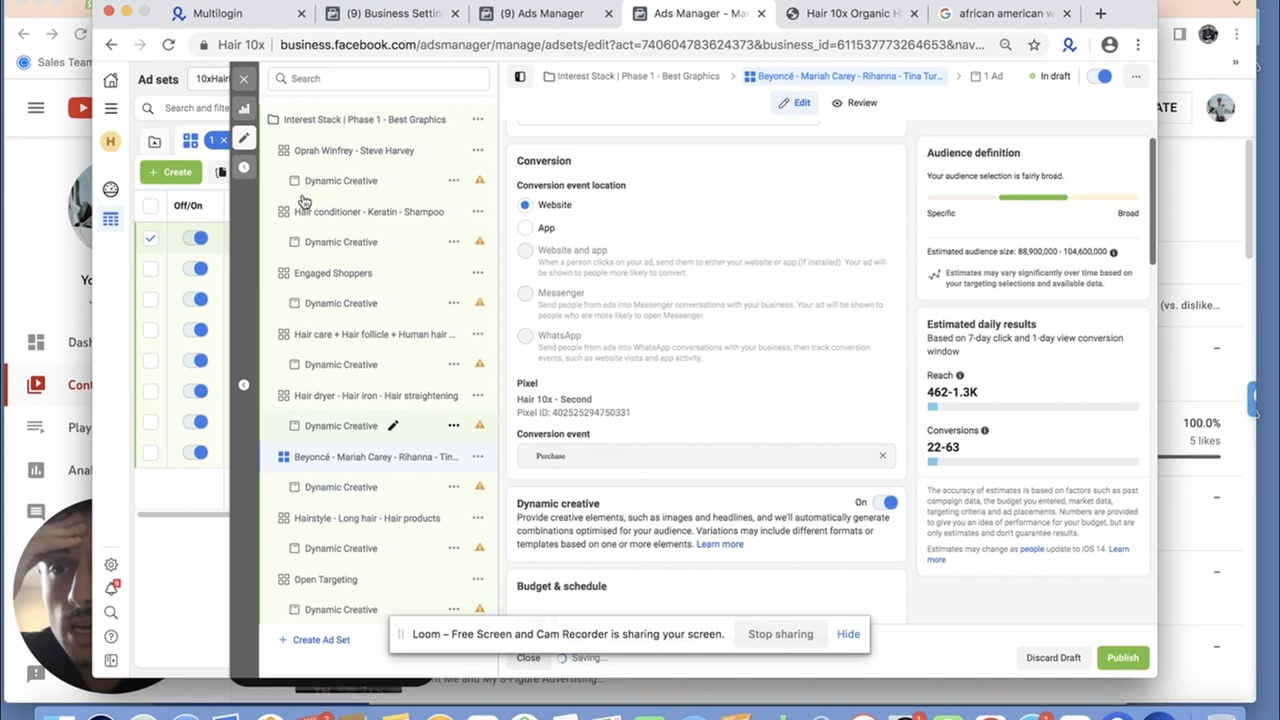 Multilogin
(9) Business Settin
(9) Ads Manager
Ads Manager - Ma
Hair 10x Organic H
african american w
Hair 10x
business.facebook.com/adsmanager/manage/adsets/edit?act=740604783624373&business_id=611537773264653&nav...
Sales Team
Ad sets
10xHair
Search and filte
Create
Off/On
Search
Interest Stack | Phase 1 - Best Graphics
Oprah Winfrey - Steve Harvey
Dynamic Creative
Hair conditioner - Keratin - Shampoo
Dynamic Creative
Engaged Shoppers
Dynamic Creative
Hair care + Hair follicle + Human hair ...
Dynamic Creative
Hair dryer - Hair iron - Hair straightening
Dynamic Creative
Beyoncé - Mariah Carey - Rihanna - Tin...
Dynamic Creative
Hairstyle - Long hair - Hair products
Dynamic Creative
Open Targeting
Dynamic Creative
+ Create Ad Set
Interest Stack | Phase 1 - Best Graphics
Beyoncé - Mariah Carey - Rihanna - Tina Tur...
1 Ad
In draft
Edit
Review
Conversion
Conversion event location
Website
App
Website and app
When a person clicks on your ad, send them to either your website or app (if installed). Your ad will
be shown to people more likely to convert.
Messenger
Send people from ads into Messenger conversations with your business. Your ad will be shown to
people who are more likely to open Messenger.
WhatsApp
Send people from ads into WhatsApp conversations with your business, then track conversion
events, such as website visits and app activity.
Pixel
Hair 10x - Second
Pixel ID: 402525294750331
Conversion event
Purchase
Dynamic creative
On
Provide creative elements, such as images and headlines, and we'll automatically generate
combinations optimised for your audience. Variations may include different formats or
templates based on one or more elements. Learn more
Budget & schedule
Audience definition
Your audience selection is fairly broad.
Specific
Broad
Estimated audience size: 88,900,000 - 104,600,000
Estimates may vary significantly over time based on
your targeting selections and available data.
Estimated daily results
Based on 7-day click and 1-day view conversion
window
Reach
462-1.3K
Conversions
22-63
The accuracy of estimates is based on factors such as past
campaign data, the budget you entered, market data,
targeting criteria and ad placements. Numbers are provided
to give you an idea of performance for your budget, but are
only estimates and don't guarantee results.
Estimates may change as people update to iOS 14. Learn
more
Loom – Free Screen and Cam Recorder is sharing your screen.
Stop sharing
Hide
Close
Saving...
Discard Draft
Publish
ATE
(vs. dislike...
100.0%
5 likes
Yo
Dash
Con
Play
Ana
H
1
ent Me and My 8-Figure Advertising...